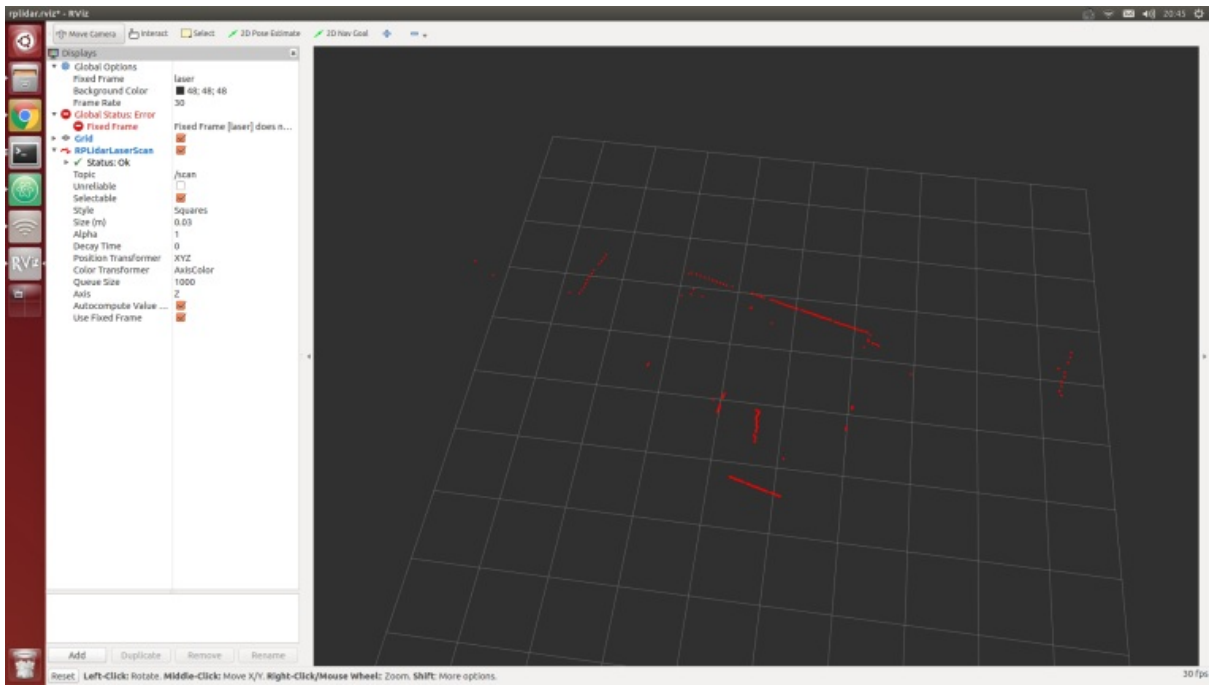 rplidar.rviz* - RViz
20:45
Move Camera Interact Select 2D Pose Estimate 2D Nav Goal
Displays
Global Options
Fixed Frame laser
Background Color 48; 48; 48
Frame Rate 30
Global Status: Error
Fixed Frame Fixed Frame [laser] does n...
Grid
RPLidarLaserScan
Status: Ok
Topic /scan
Unreliable
Selectable
Style Squares
Size (m) 0.03
Alpha 1
Decay Time 0
Position Transformer XYZ
Color Transformer AxisColor
Queue Size 1000
Axis Z
Autocompute Value ...
Use Fixed Frame
RViz
Add Duplicate Remove Rename
Reset Left-Click: Rotate. Middle-Click: Move X/Y. Right-Click/Mouse Wheel: Zoom. Shift: More options. 30 fps